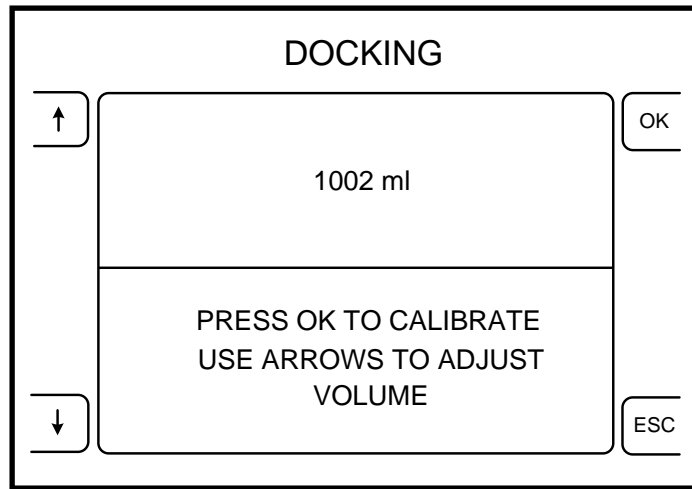 DOCKING
↑
OK
1002 ml
PRESS OK TO CALIBRATE
USE ARROWS TO ADJUST
VOLUME
↓
ESC